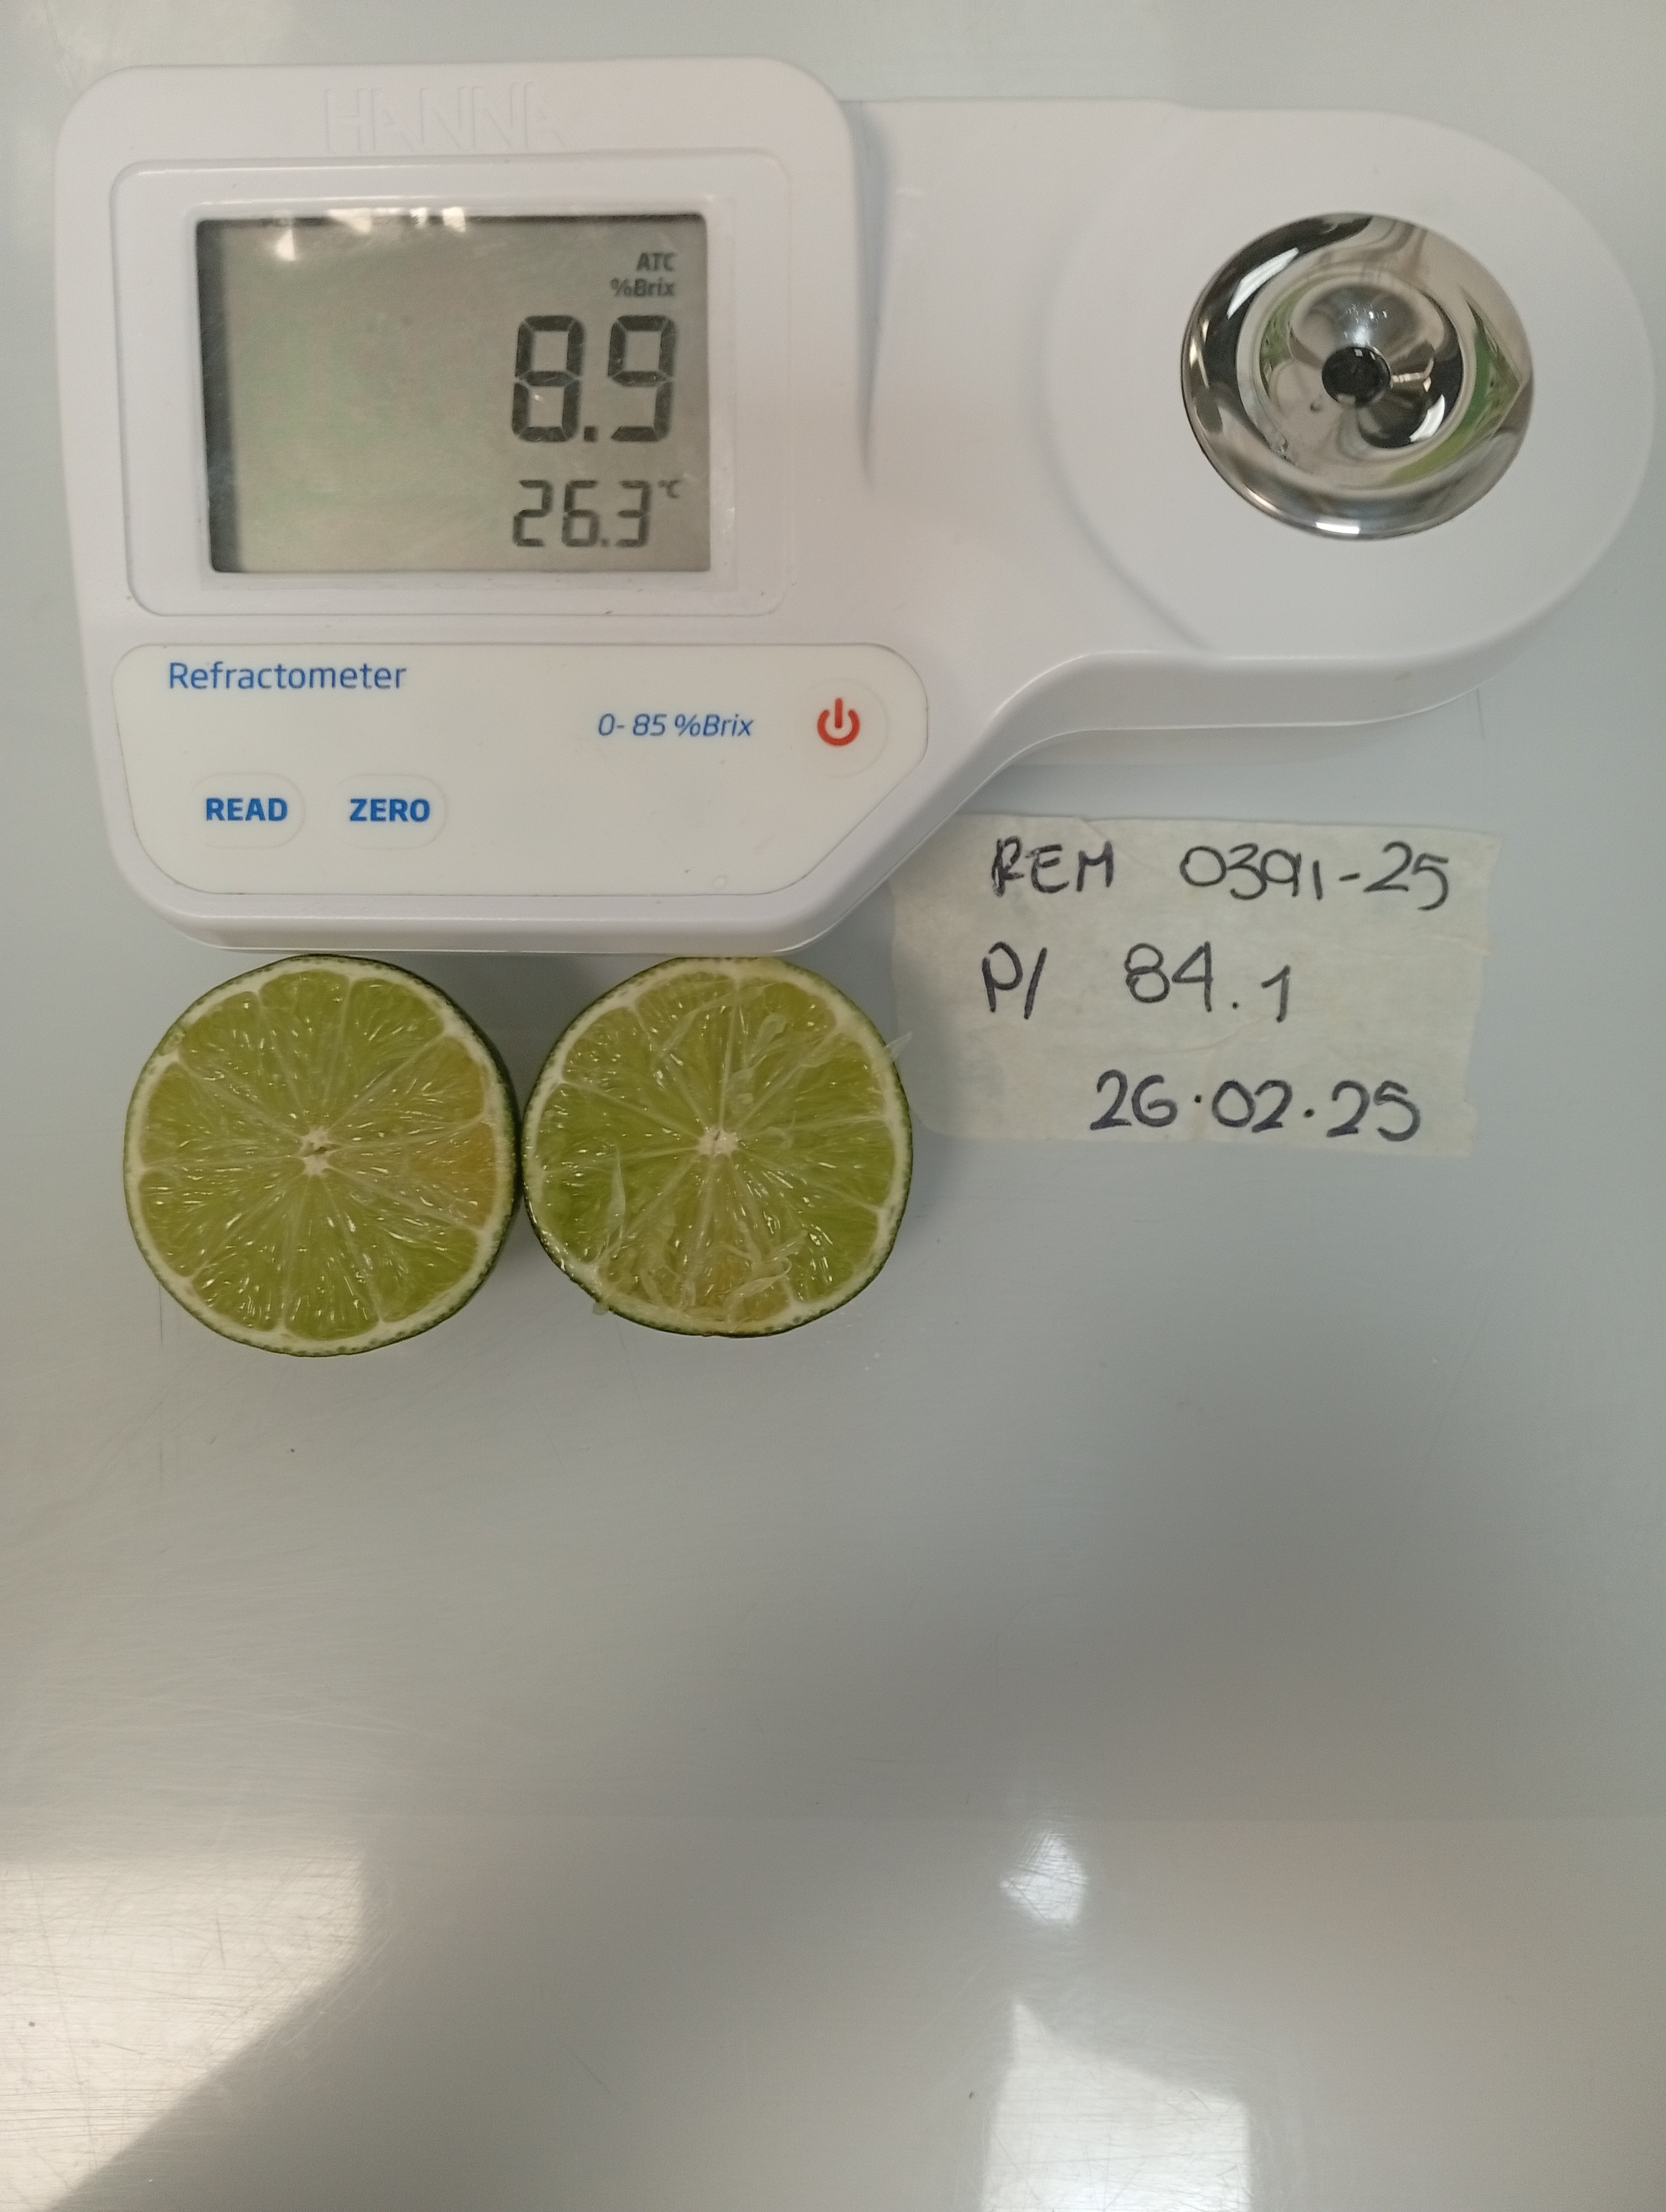 HANNA
ATC
%Brix
8.9
26.3°C
Refractometer
0-85 %Brix
READ ZERO
REM 0391-25
P/ 84.1
26.02.25